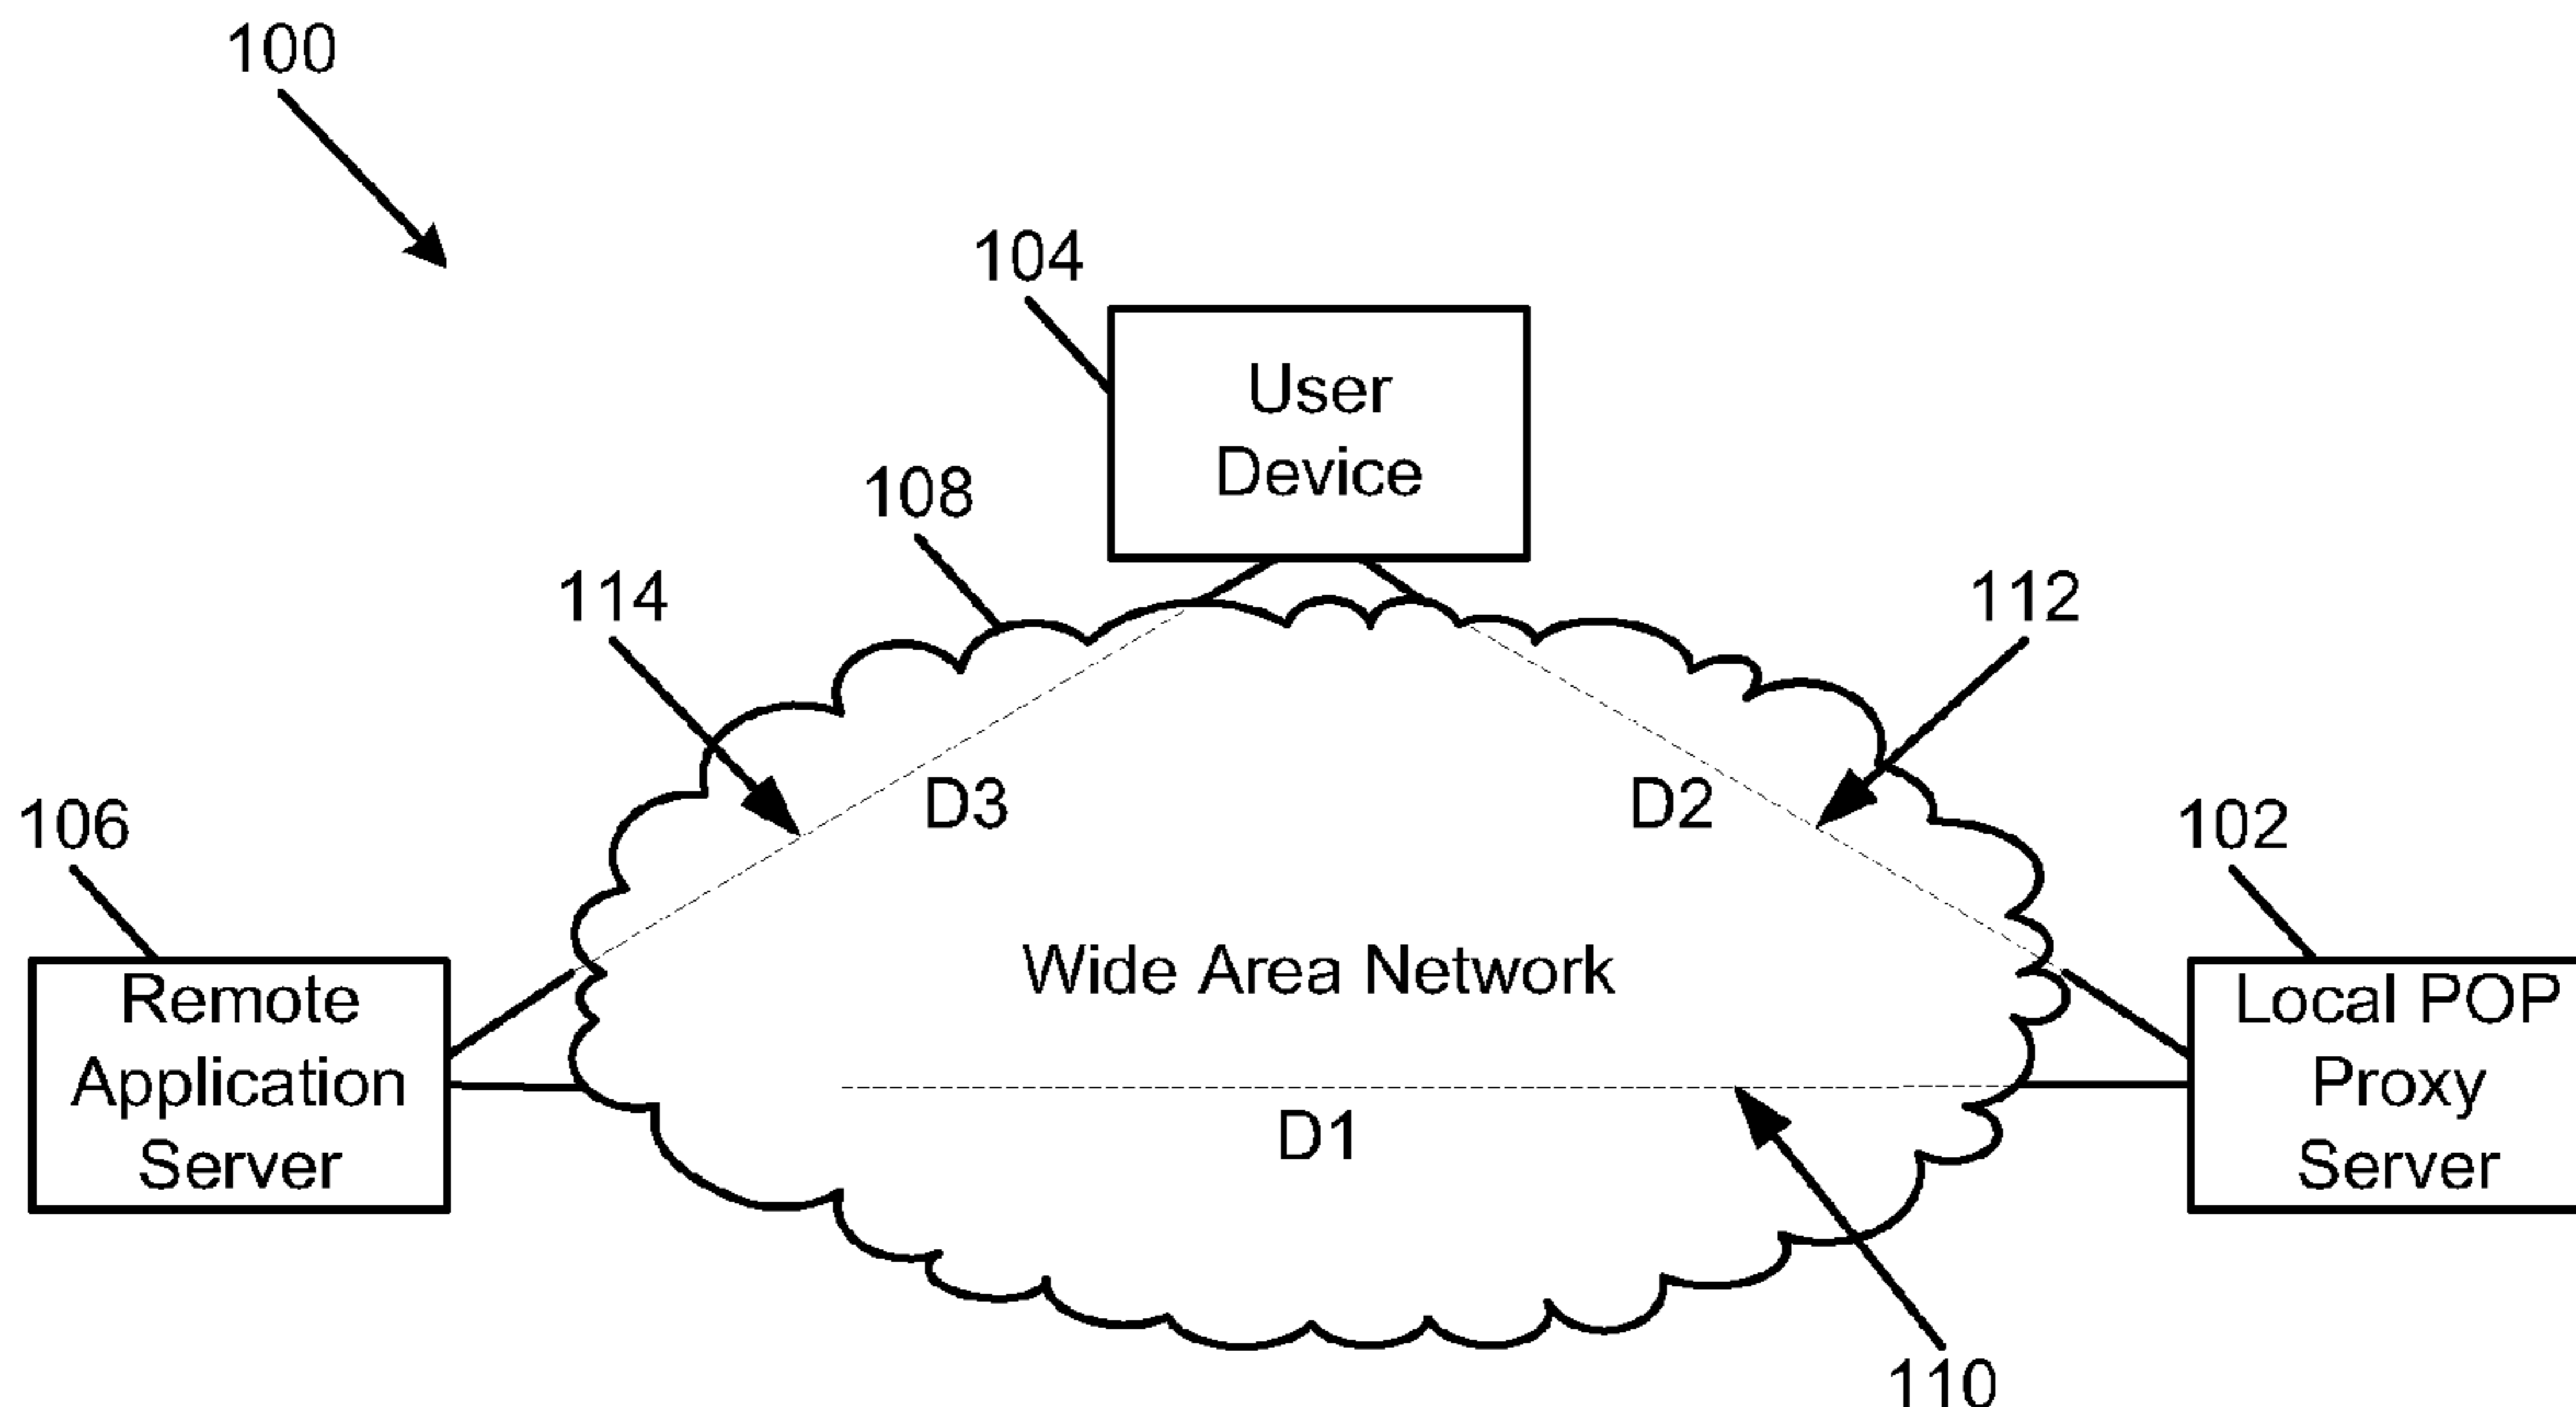 100
104
User
Device
108
114
112
D3
D2
106
102
Remote
Application
Server
Wide Area Network
Local POP
Proxy
Server
D1
110